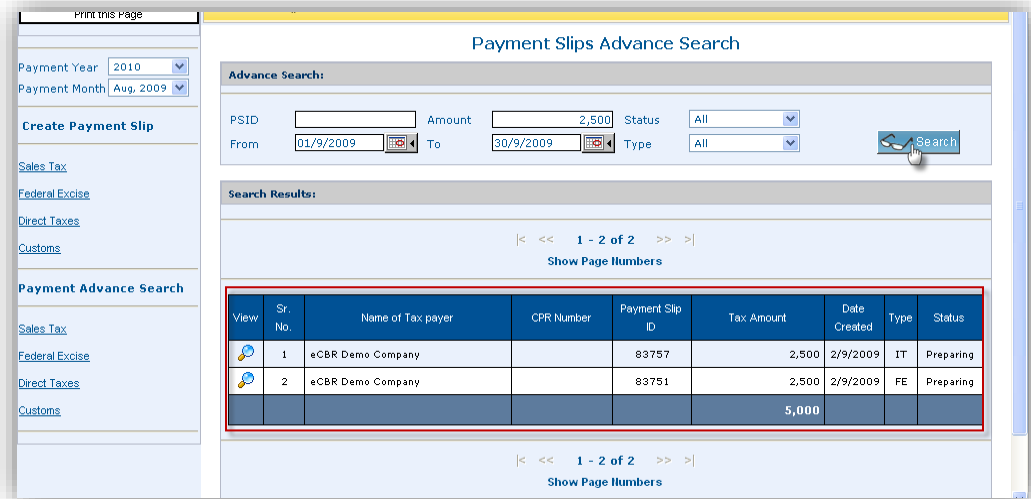 Print this Page
Payment Year 2010
Payment Month Aug, 2009
Create Payment Slip
Sales Tax
Federal Excise
Direct Taxes
Customs
Payment Advance Search
Sales Tax
Federal Excise
Direct Taxes
Customs
Payment Slips Advance Search
Advance Search:
PSID Amount 2,500 Status All
From 01/9/2009 To 30/9/2009 Type All
Search
Search Results:
|< << 1 - 2 of 2 >> >|
Show Page Numbers
View Sr. No. Name of Tax payer CPR Number Payment Slip ID Tax Amount Date Created Type Status
1 eCBR Demo Company 83757 2,500 2/9/2009 IT Preparing
2 eCBR Demo Company 83751 2,500 2/9/2009 FE Preparing
5,000
|< << 1 - 2 of 2 >> >|
Show Page Numbers